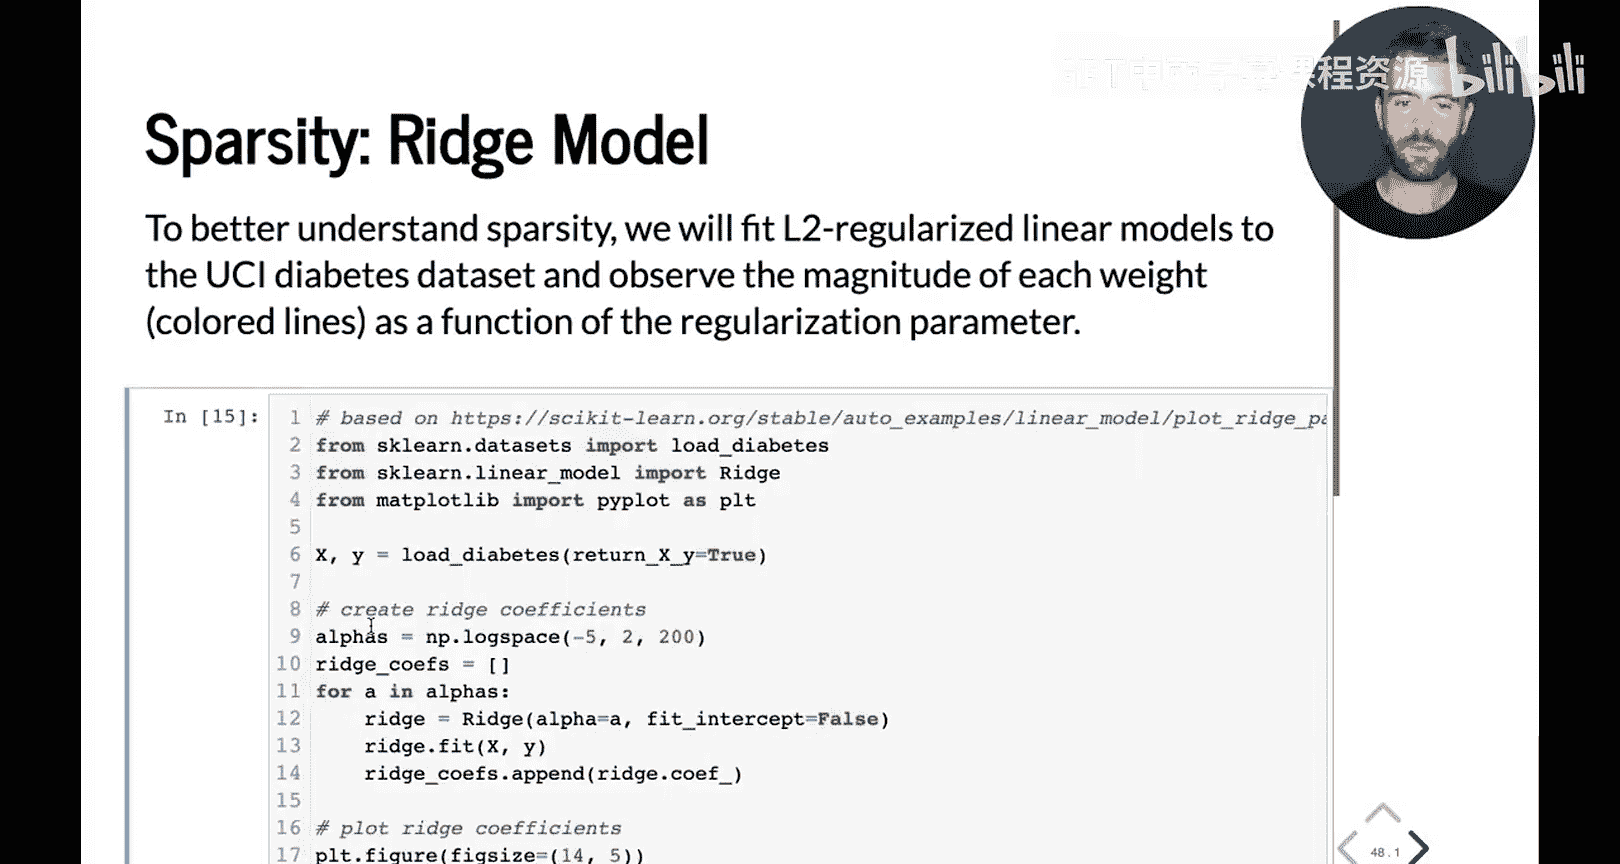 课程资源 bilibili
Sparsity: Ridge Model
To better understand sparsity, we will fit L2-regularized linear models to
the UCI diabetes dataset and observe the magnitude of each weight
(colored lines) as a function of the regularization parameter.
In [15]:
1 # based on https://scikit-learn.org/stable/auto_examples/linear_model/plot_ridge_pa
2 from sklearn.datasets import load_diabetes
3 from sklearn.linear_model import Ridge
4 from matplotlib import pyplot as plt
5
6 X, y = load_diabetes(return_X_y=True)
7
8 # create ridge coefficients
9 alphas = np.logspace(-5, 2, 200)
10 ridge_coefs = []
11 for a in alphas:
12     ridge = Ridge(alpha=a, fit_intercept=False)
13     ridge.fit(X, y)
14     ridge_coefs.append(ridge.coef_)
15
16 # plot ridge coefficients
17 plt.figure(figsize=(14, 5))
48.1